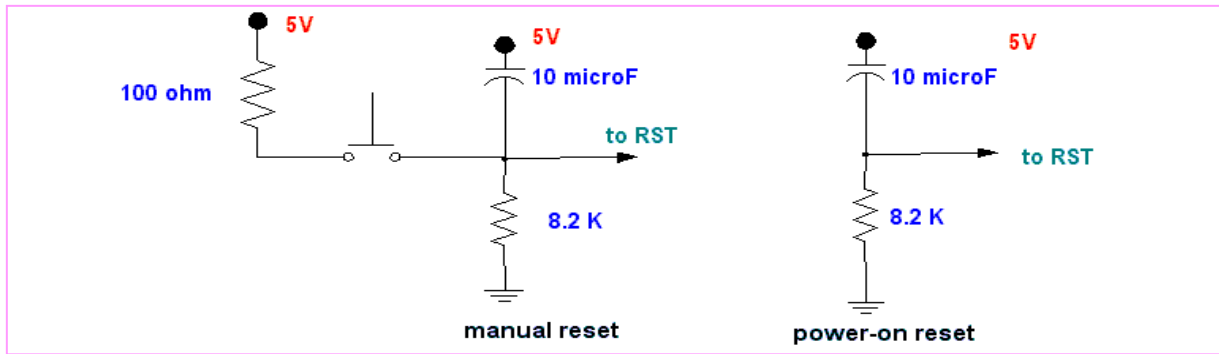 5V
100 ohm
5V
10 microF
to RST
8.2 K
manual reset
5V
10 microF
to RST
8.2 K
power-on reset